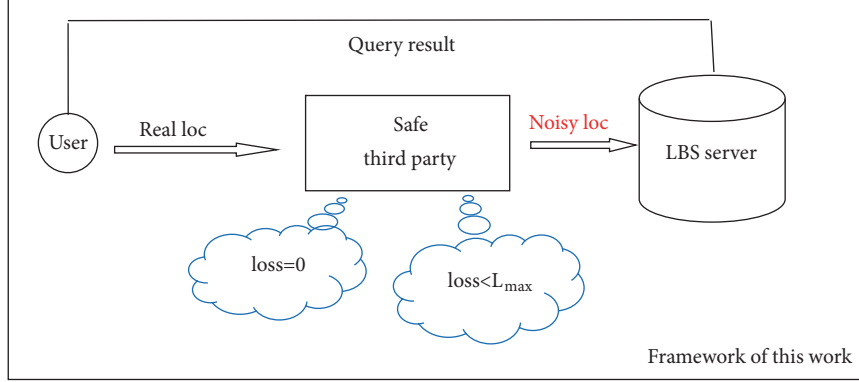 Query result
User
Real loc
Safe
third party
Noisy loc
LBS server
loss=0
loss<L_max
Framework of this work